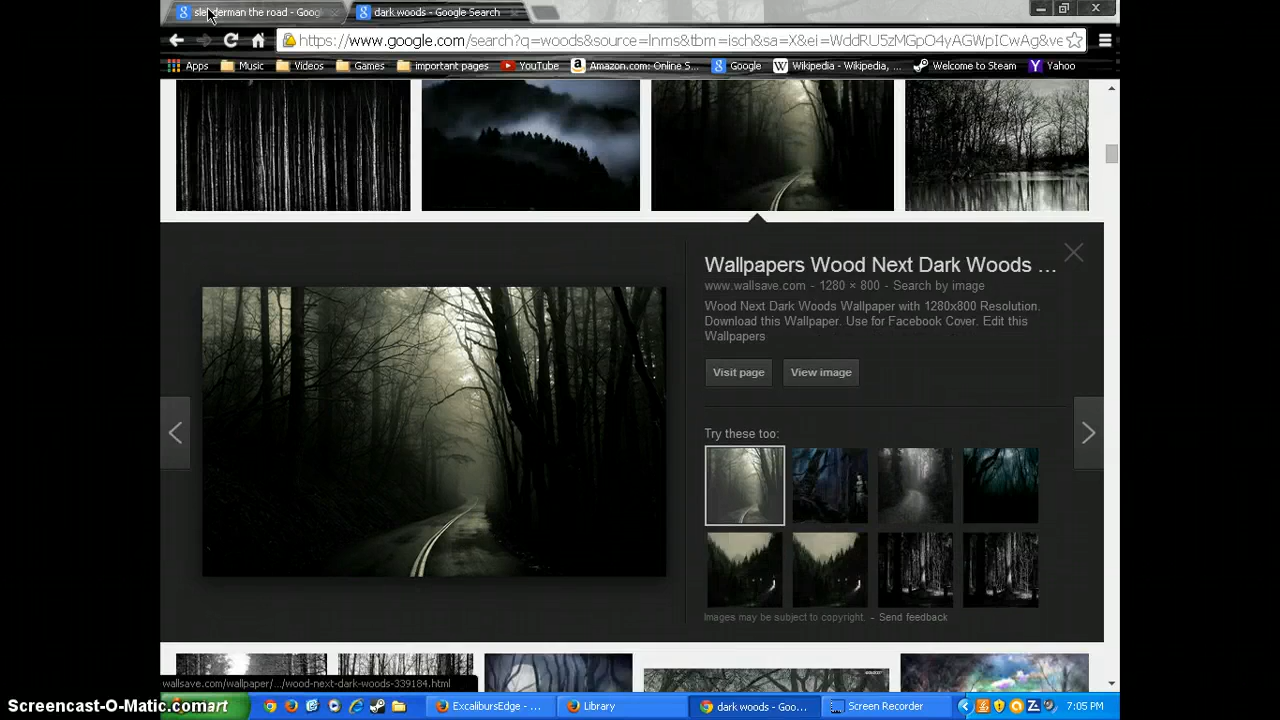 slenderman the road - Goog
dark woods - Google Search
https://www.google.com/search?q=woods&source=lnms&tbm=isch&sa=X&ei=WddRU5zMGpO4yAGWpICwAg&ve
Apps
Music
Videos
Games
important pages
YouTube
Amazon.com: Online S...
Google
Wikipedia - Wikipedia, ...
Welcome to Steam
Yahoo
Wallpapers Wood Next Dark Woods ...
www.wallsave.com - 1280 × 800 - Search by image
Wood Next Dark Woods Wallpaper with 1280x800 Resolution.
Download this Wallpaper. Use for Facebook Cover. Edit this
Wallpapers
Visit page
View image
Try these too:
Images may be subject to copyright. - Send feedback
wallsave.com/wallpaper/.../wood-next-dark-woods-339184.html
Screencast-O-Matic.com
art
ExcalibursEdge - ...
Library
dark woods - Goo...
Screen Recorder
7:05 PM